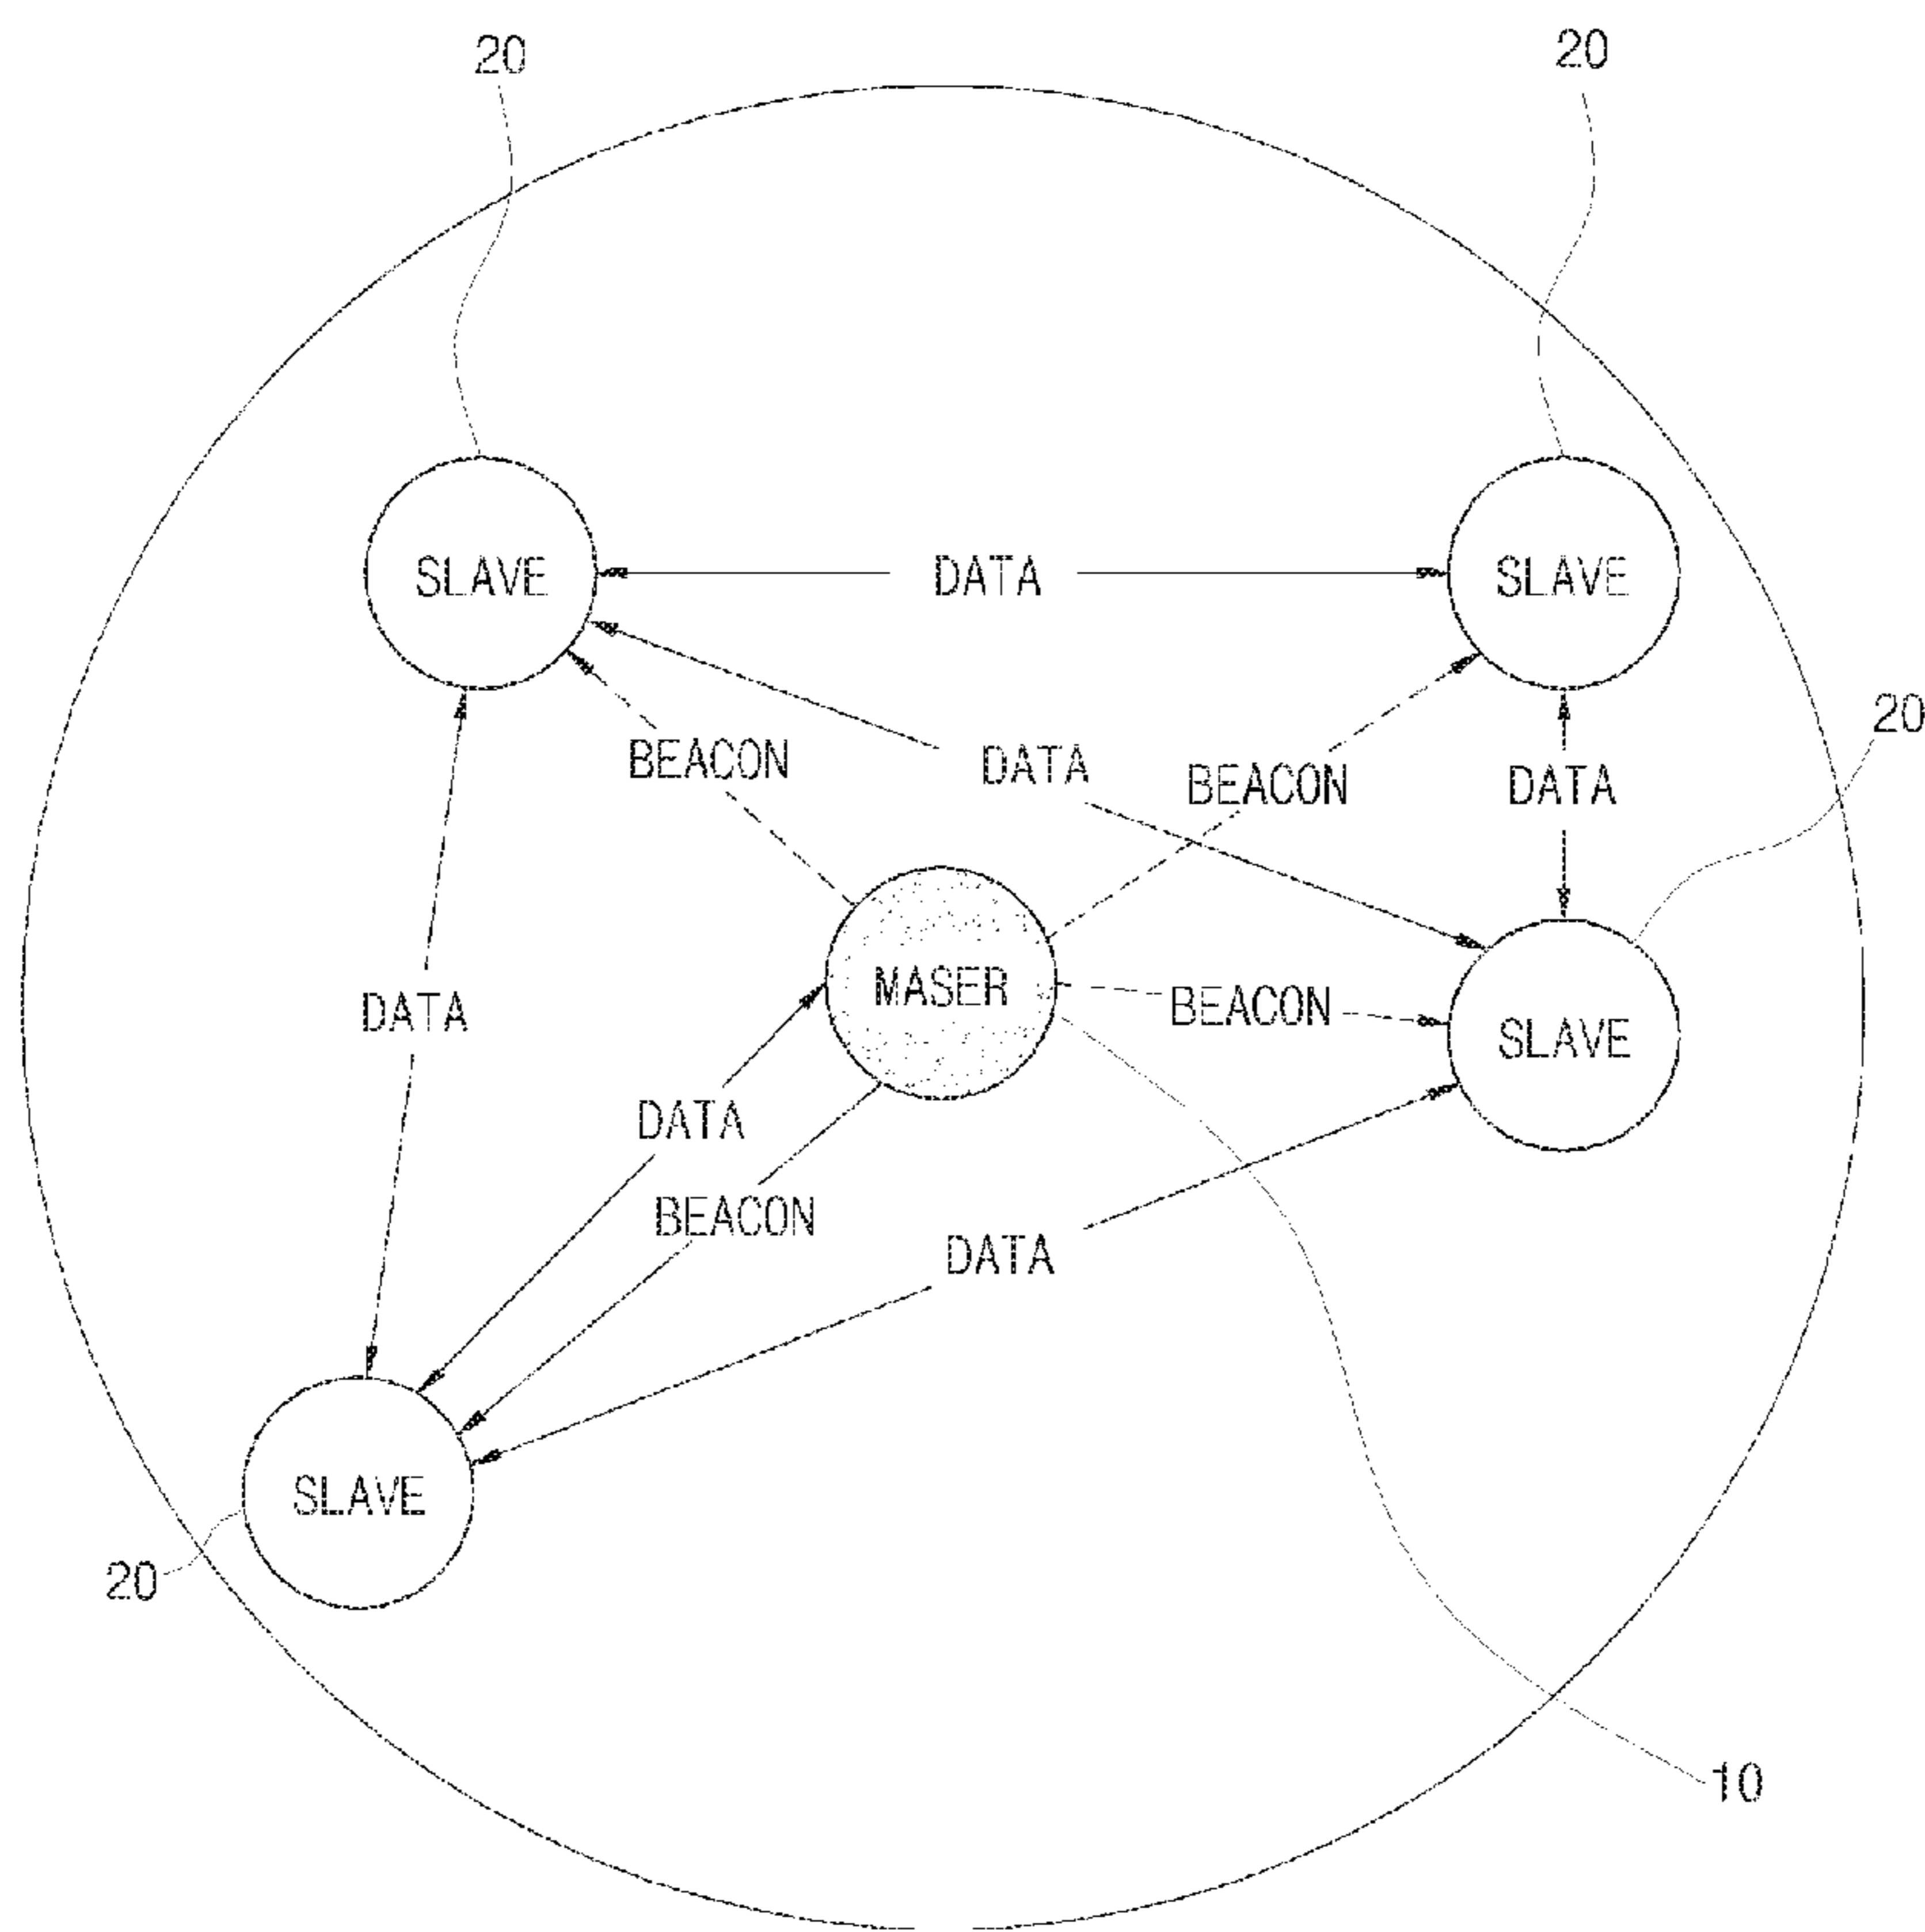 20
20
SLAVE
DATA
SLAVE
20
BEACON
DATA
BEACON
DATA
MASER
BEACON
SLAVE
DATA
DATA
BEACON
DATA
SLAVE
20
10